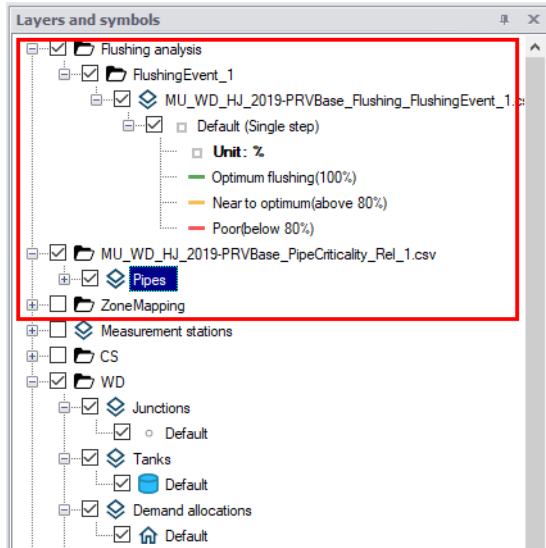 Layers and symbols
Flushing analysis
FlushingEvent_1
MU_WD_HJ_2019-PRVBase_Flushing_FlushingEvent_1.c
Default (Single step)
Unit: %
Optimum flushing(100%)
Near to optimum(above 80%)
Poor(below 80%)
MU_WD_HJ_2019-PRVBase_PipeCriticality_Rel_1.csv
Pipes
ZoneMapping
Measurement stations
CS
WD
Junctions
Default
Tanks
Default
Demand allocations
Default